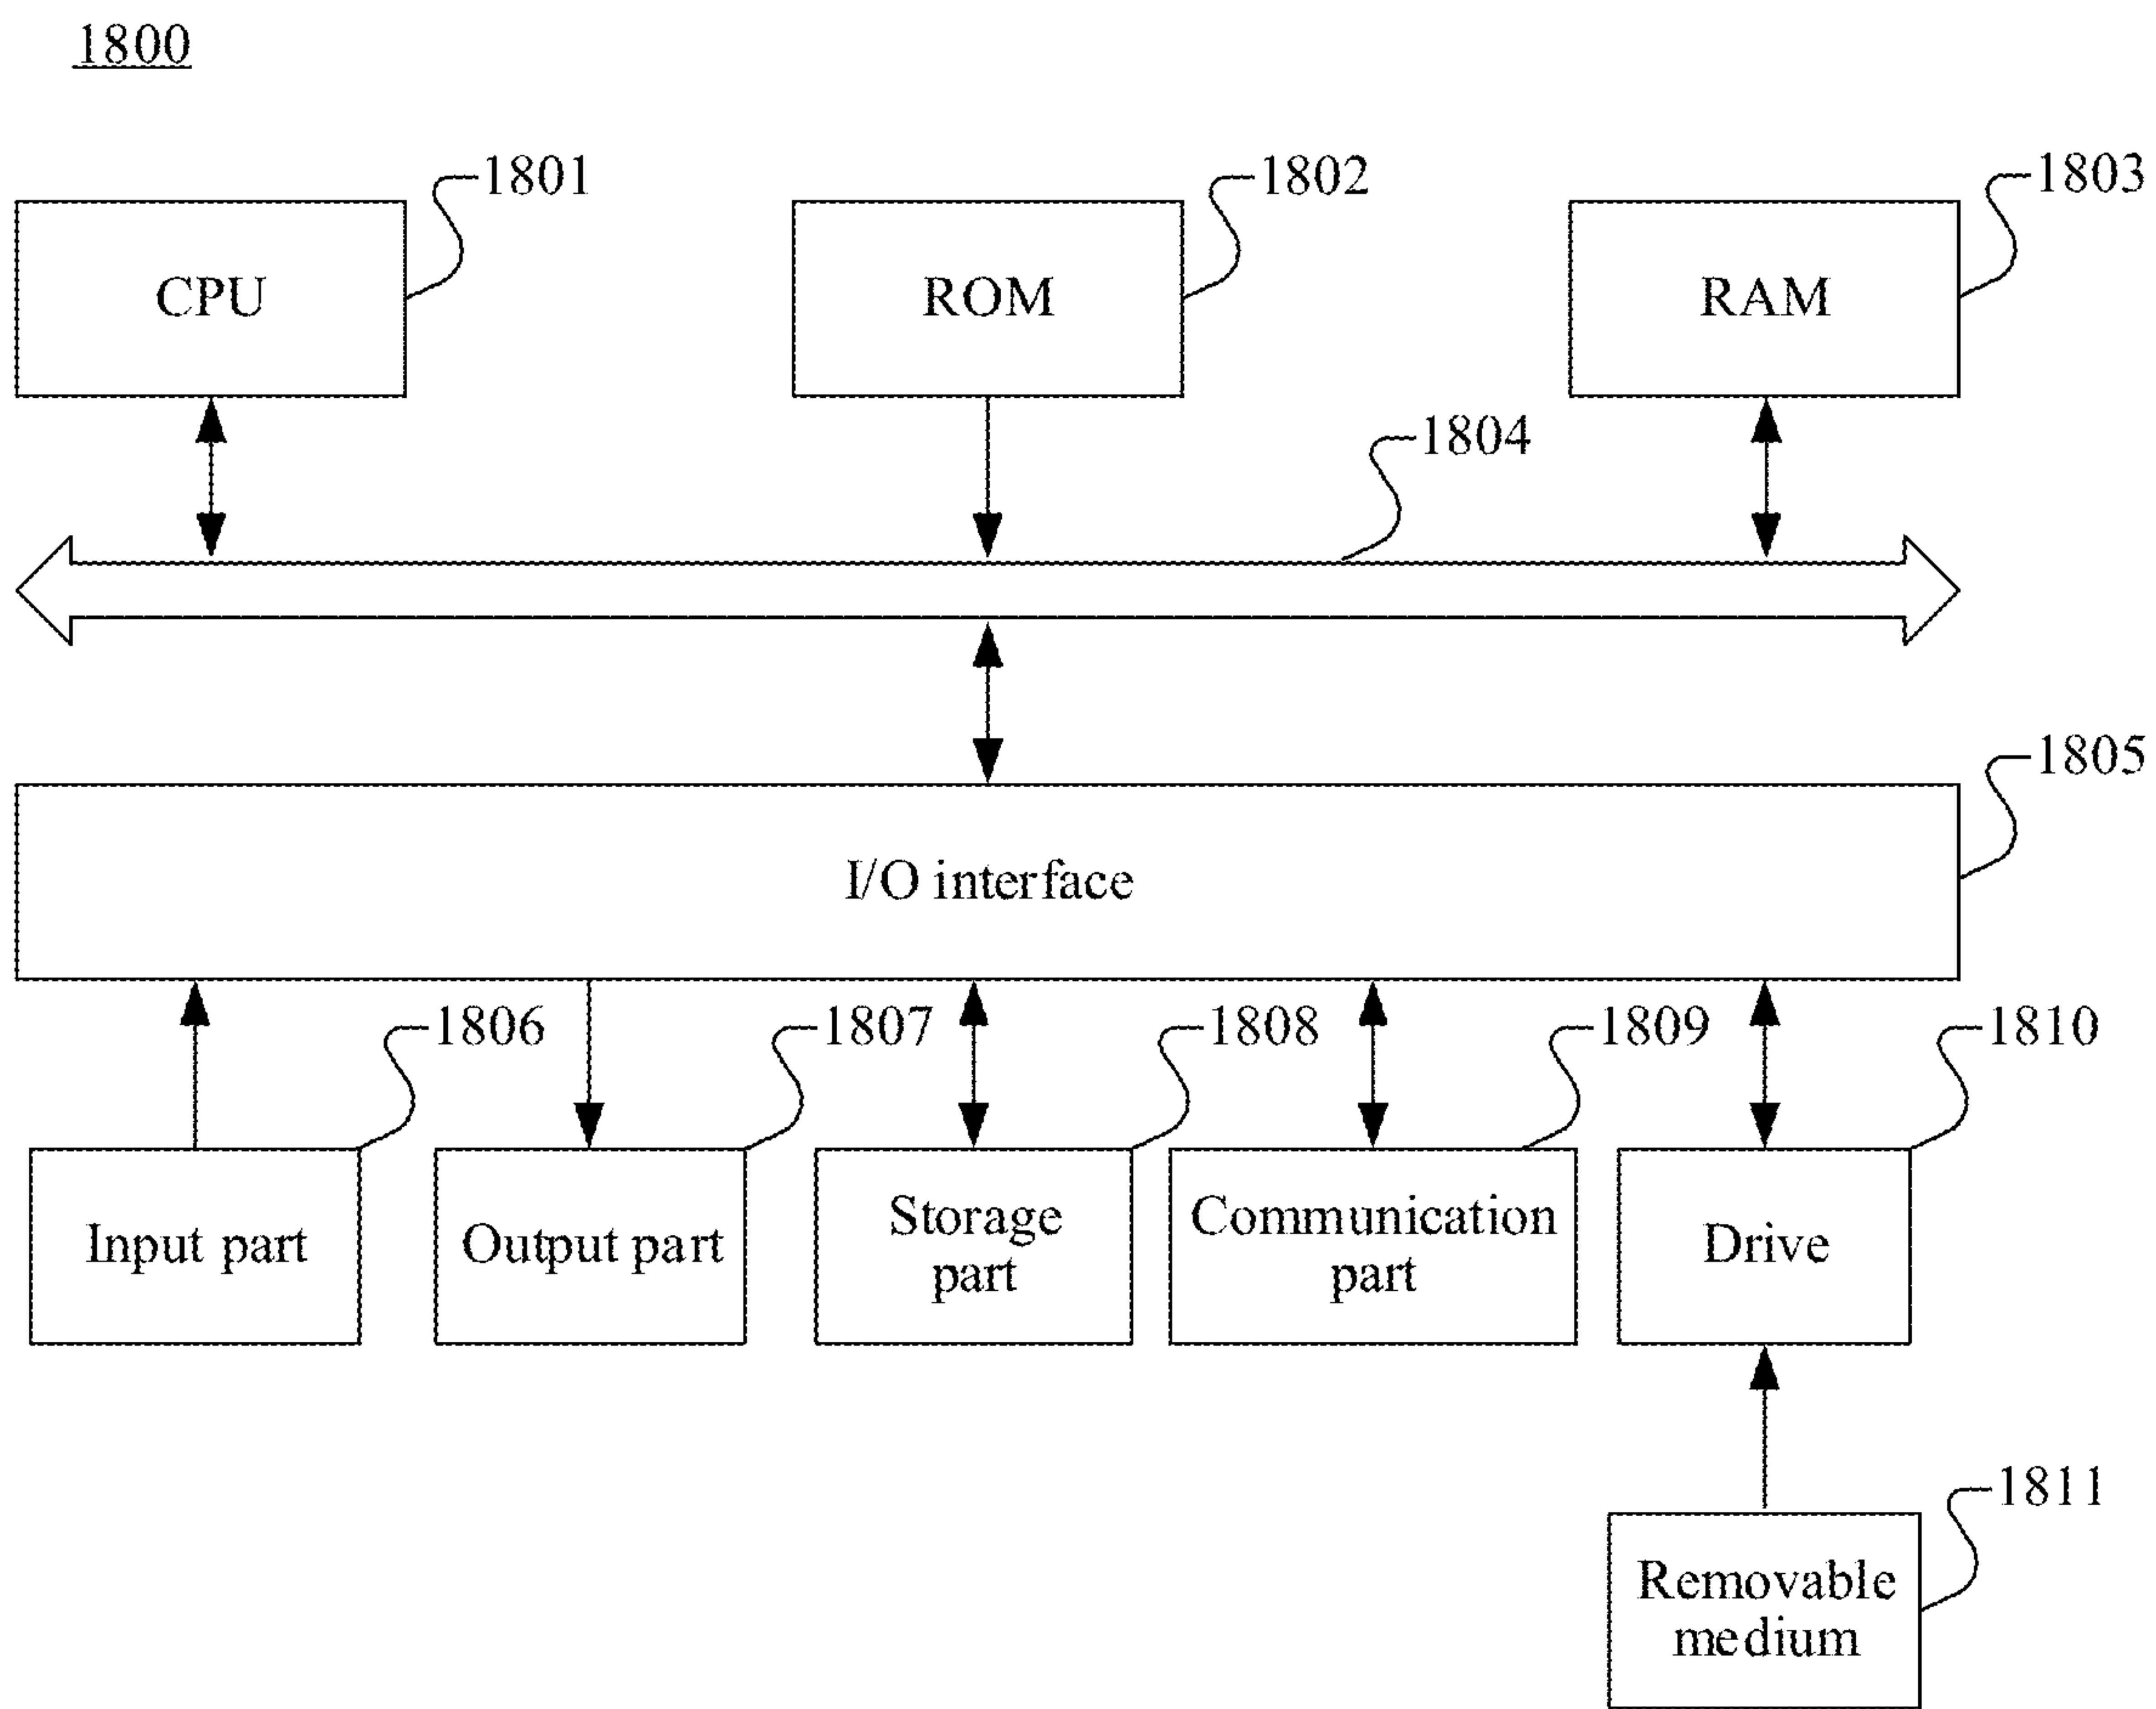 1800
1801
1802
1803
CPU
ROM
RAM
1804
1805
I/O interface
1806
1807
1808
1809
1810
Input part
Output part
Storage
part
Communication
part
Drive
1811
Removable
medium